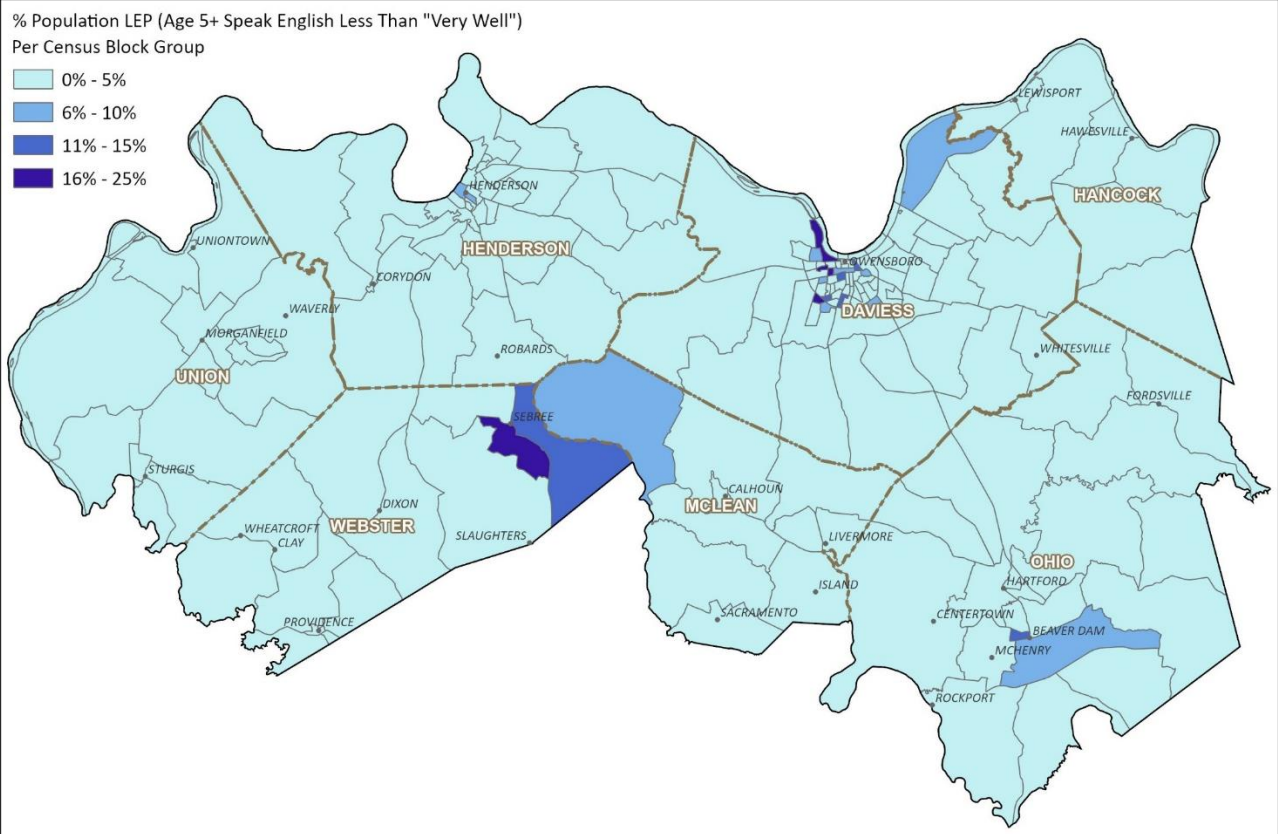 % Population LEP (Age 5+ Speak English Less Than "Very Well")
Per Census Block Group
0% - 5%
6% - 10%
11% - 15%
16% - 25%
LEWISPORT
HAWESVILLE
HANCOCK
HENDERSON
HENDERSON
UNIONTOWN
CORYDON
OWENSBORO
WAVERLY
DAVIESS
MORGANFIELD
ROBARDS
WHITESVILLE
UNION
FORDSVILLE
SEBREE
STURGIS
CALHOUN
DIXON
MCLEAN
WEBSTER
WHEATCROFT
SLAUGHTERS
LIVERMORE
CLAY
OHIO
HARTFORD
ISLAND
SACRAMENTO
CENTERTOWN
PROVIDENCE
BEAVER DAM
MCHENRY
ROCKPORT